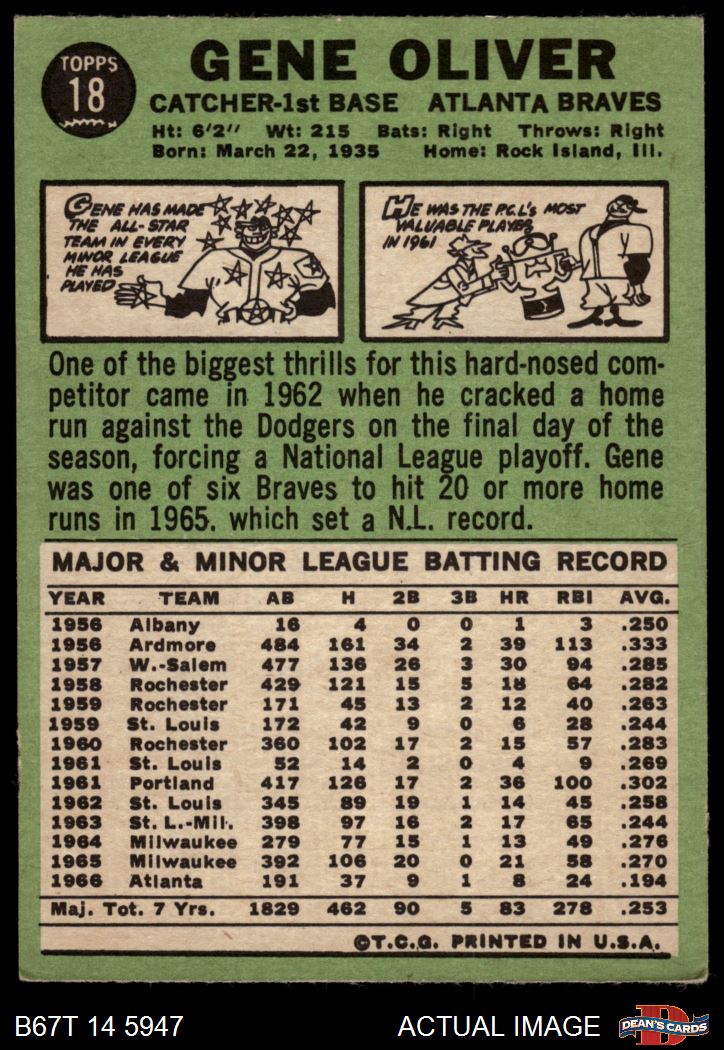 TOPPS
18
GENE OLIVER
CATCHER-1st BASE ATLANTA BRAVES
Ht: 6'2" Wt: 215 Bats: Right Throws: Right
Born: March 22, 1935 Home: Rock Island, Ill.
GENE HAS MADE
THE ALL-STAR
TEAM IN EVERY
MINOR LEAGUE
HE HAS
PLAYED
HE WAS THE P.C.L'S MOST
VALUABLE PLAYER
IN 1961
One of the biggest thrills for this hard-nosed com-
petitor came in 1962 when he cracked a home
run against the Dodgers on the final day of the
season, forcing a National League playoff. Gene
was one of six Braves to hit 20 or more home
runs in 1965. which set a N.L. record.
MAJOR & MINOR LEAGUE BATTING RECORD
YEAR TEAM AB H 2B 3B HR RBI AVG.
1956 Albany 16 4 0 0 1 3 .250
1956 Ardmore 484 161 34 2 39 113 .333
1957 W.-Salem 477 136 26 3 30 94 .285
1958 Rochester 429 121 15 5 18 64 .282
1959 Rochester 171 45 13 2 12 40 .263
1959 St. Louis 172 42 9 0 6 28 .244
1960 Rochester 360 102 17 2 15 57 .283
1961 St. Louis 52 14 2 0 4 9 .269
1961 Portland 417 126 17 2 36 100 .302
1962 St. Louis 345 89 19 1 14 45 .258
1963 St. L.-Mil. 398 97 16 2 17 65 .244
1964 Milwaukee 279 77 15 1 13 49 .276
1965 Milwaukee 392 106 20 0 21 58 .270
1966 Atlanta 191 37 9 1 8 24 .194
Maj. Tot. 7 Yrs. 1829 462 90 5 83 278 .253
©T.C.G. PRINTED IN U.S.A.
B67T 14 5947 ACTUAL IMAGE
D
DEAN'S CARDS